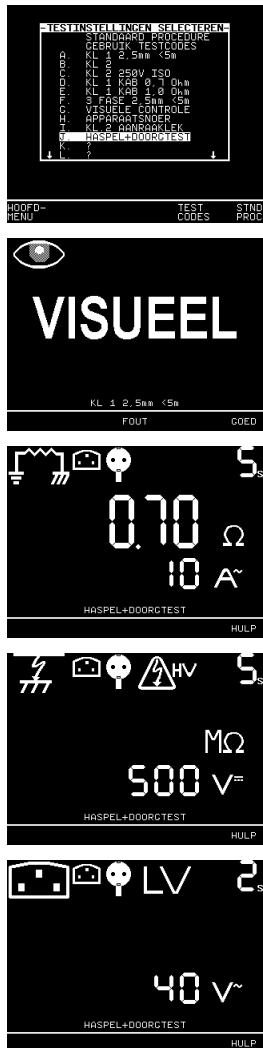 -TESTINSTELLINGEN SELECTEREN-
STANDAARD PROCEDURE
GEBRUIK TESTCODES
A. KL 1 2,5mm <5m
B. KL 2
C. KL 2 250V ISO
D. KL 1 KAB 0,7 Ohm
E. KL 1 KAB 1,0 Ohm
F. 3 FASE 2,5mm <5m
G. VISUELE CONTROLE
H. APPARAATSNOER
I. KL.2 AANRAAKLEK
J. HASPEL+DOORGTEST
K. ?
L. ?
HOOFD-MENU TEST CODES STND PROC
VISUEEL
KL 1 2,5mm <5m
FOUT GOED
5s
0.70 Ω
10 A~
HASPEL+DOORGTEST
HULP
HV 5s
MΩ
500 V=
HASPEL+DOORGTEST
HULP
LV 2s
40 V~
HASPEL+DOORGTEST
HULP